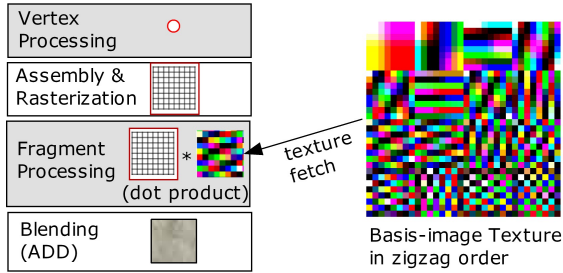 Vertex
Processing
Assembly &
Rasterization
Fragment
Processing
*
(dot product)
texture
fetch
Blending
(ADD)
Basis-image Texture
in zigzag order